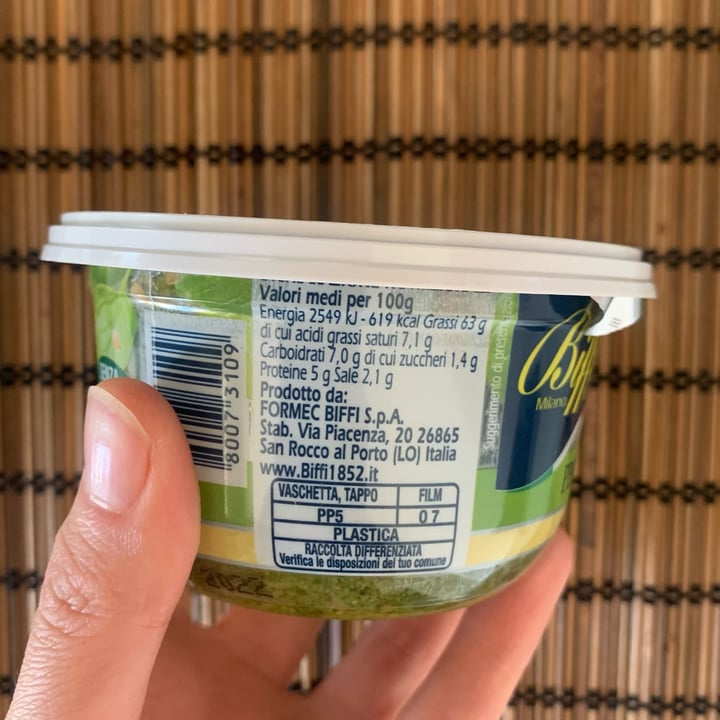 Valori medi per 100g
Energia 2549 kJ - 619 kcal Grassi 63 g
di cui acidi grassi saturi 7,1 g
Carboidrati 7,0 g di cui zuccheri 1,4 g
Proteine 5 g Sale 2,1 g
Prodotto da:
FORMEC BIFFI S.p.A.
Stab. Via Piacenza, 20 26865
San Rocco al Porto (LO) Italia
www.Biffi1852.it
VASCHETTA, TAPPO FILM
PP5 07
PLASTICA
RACCOLTA DIFFERENZIATA
Verifica le disposizioni del tuo comune
8007 3109
Suggerimento di
Milano